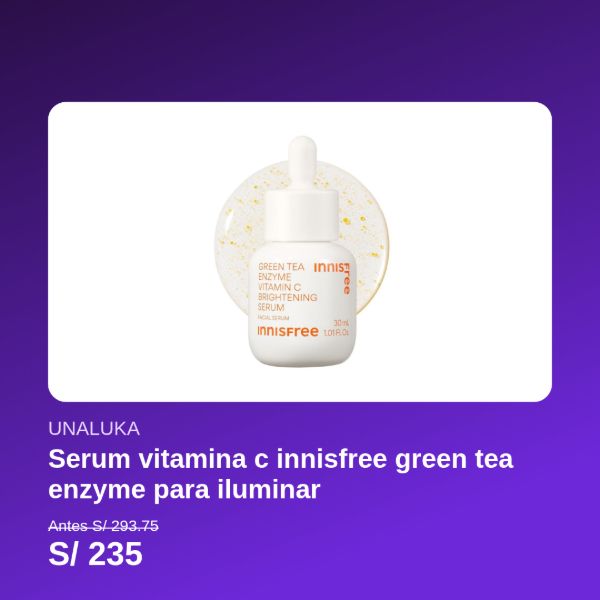 GREEN TEA
ENZYME
VITAMIN C
BRIGHTENING
SERUM
FACIAL SERUM
innisfree
innisfree
30 mL
1.01 FL.Oz
UNALUKA
Serum vitamina c innisfree green tea
enzyme para iluminar
Antes S/ 293.75
S/ 235